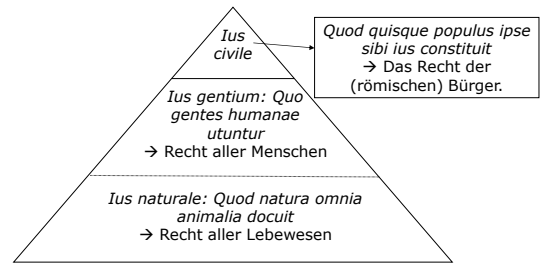 Ius
civile
Quod quisque populus ipse
sibi ius constituit
→ Das Recht der
(römischen) Bürger.
Ius gentium: Quo
gentes humanae
utuntur
→ Recht aller Menschen
Ius naturale: Quod natura omnia
animalia docuit
→ Recht aller Lebewesen